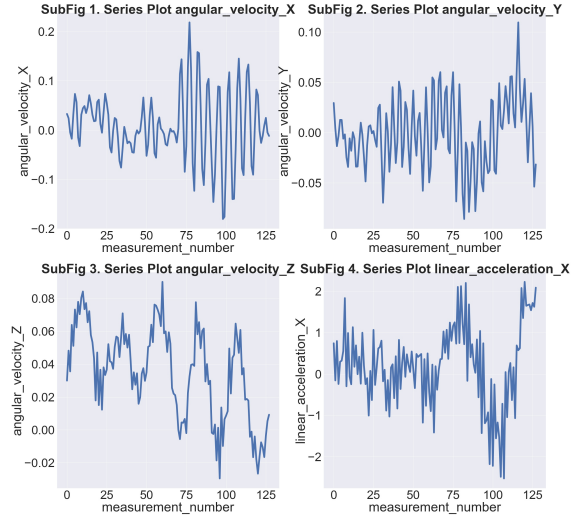 SubFig 1. Series Plot angular_velocity_X
0.2
0.1
0.0
−0.1
−0.2
angular_velocity_X
0 25 50 75 100 125
measurement_number
SubFig 2. Series Plot angular_velocity_Y
0.10
0.05
0.00
−0.05
angular_velocity_Y
0 25 50 75 100 125
measurement_number
SubFig 3. Series Plot angular_velocity_Z
0.08
0.06
0.04
0.02
0.00
−0.02
angular_velocity_Z
0 25 50 75 100 125
measurement_number
SubFig 4. Series Plot linear_acceleration_X
2
1
0
−1
−2
linear_acceleration_X
0 25 50 75 100 125
measurement_number